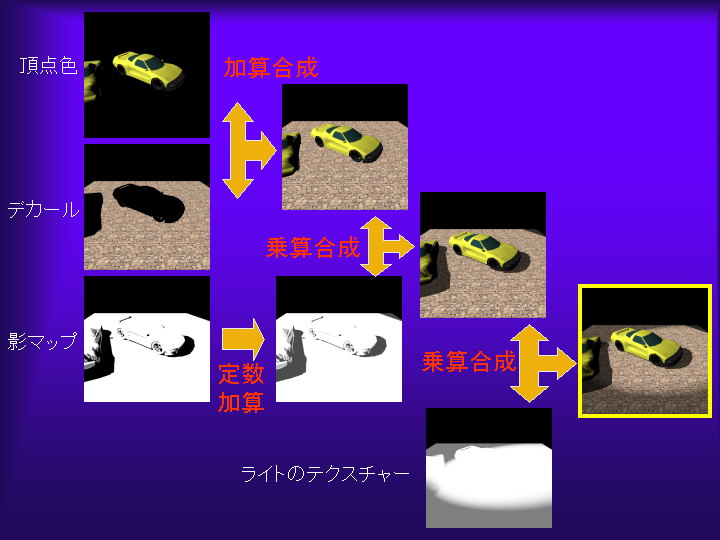 頂点色
加算合成
デカール
乗算合成
影マップ
定数
加算
乗算合成
ライトのテクスチャー